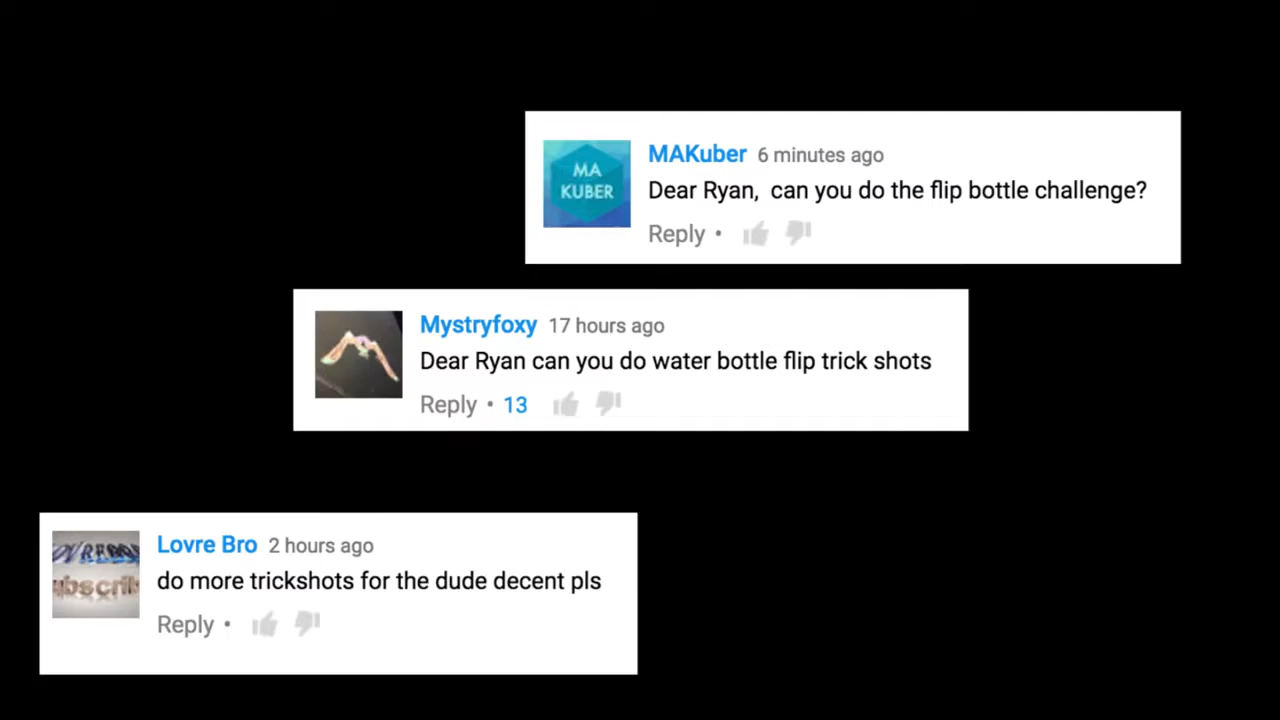 MA
KUBER
MAKuber 6 minutes ago
Dear Ryan,  can you do the flip bottle challenge?
Reply •
Mystryfoxy 17 hours ago
Dear Ryan can you do water bottle flip trick shots
Reply • 13
Lovre Bro 2 hours ago
do more trickshots for the dude decent pls
Reply •